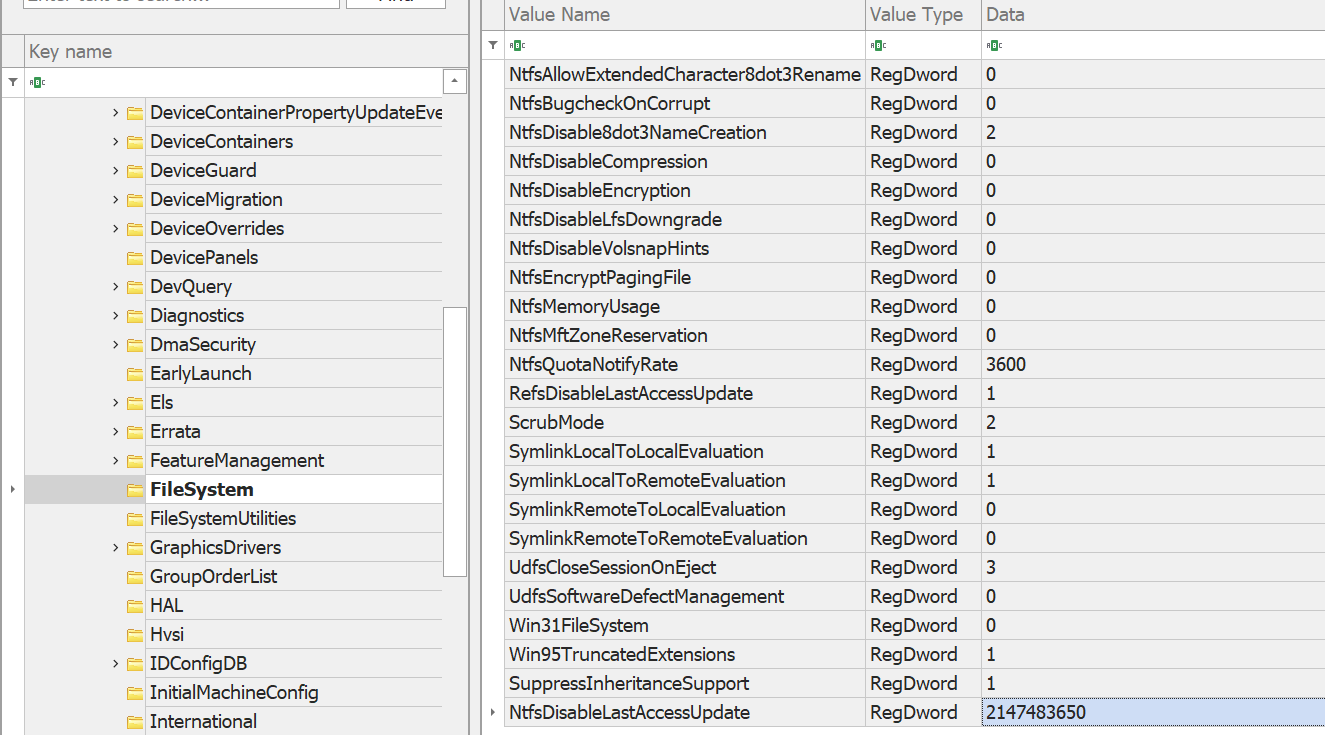 Value Name Value Type Data
Key name
NtfsAllowExtendedCharacter8dot3Rename RegDword 0
NtfsBugcheckOnCorrupt RegDword 0
NtfsDisable8dot3NameCreation RegDword 2
NtfsDisableCompression RegDword 0
NtfsDisableEncryption RegDword 0
NtfsDisableLfsDowngrade RegDword 0
NtfsDisableVolsnapHints RegDword 0
NtfsEncryptPagingFile RegDword 0
NtfsMemoryUsage RegDword 0
NtfsMftZoneReservation RegDword 0
NtfsQuotaNotifyRate RegDword 3600
RefsDisableLastAccessUpdate RegDword 1
ScrubMode RegDword 2
SymlinkLocalToLocalEvaluation RegDword 1
SymlinkLocalToRemoteEvaluation RegDword 1
SymlinkRemoteToLocalEvaluation RegDword 0
SymlinkRemoteToRemoteEvaluation RegDword 0
UdfsCloseSessionOnEject RegDword 3
UdfsSoftwareDefectManagement RegDword 0
Win31FileSystem RegDword 0
Win95TruncatedExtensions RegDword 1
SuppressInheritanceSupport RegDword 1
NtfsDisableLastAccessUpdate RegDword 2147483650
DeviceContainerPropertyUpdateEve
DeviceContainers
DeviceGuard
DeviceMigration
DeviceOverrides
DevicePanels
DevQuery
Diagnostics
DmaSecurity
EarlyLaunch
Els
Errata
FeatureManagement
FileSystem
FileSystemUtilities
GraphicsDrivers
GroupOrderList
HAL
Hvsi
IDConfigDB
InitialMachineConfig
International